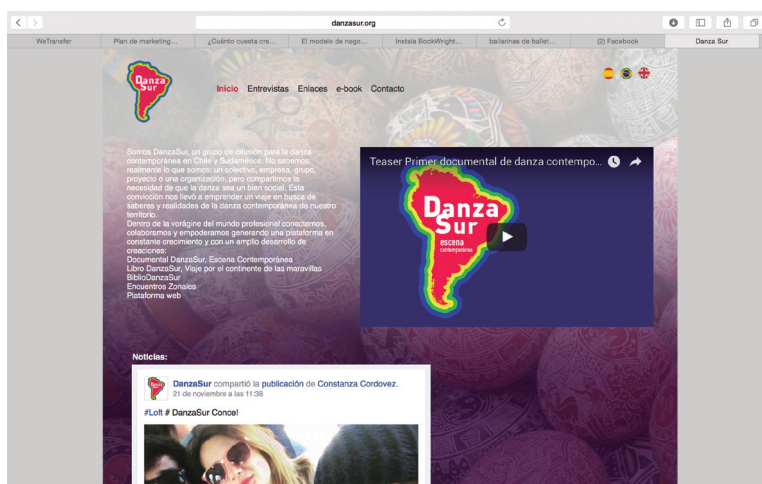 danzasur.org
WeTransfer
Plan de marketing...
¿Cuánto cuesta cre...
El modelo de nego...
Instala BookWright...
bailarinas de ballet...
(2) Facebook
Danza Sur
Danza
Sur
Inicio Entrevistas Enlaces e-book Contacto
Somos DanzaSur, un grupo de difusión para la danza
contemporánea en Chile y Sudamérica. No sabemos
realmente lo que somos: un colectivo, empresa, grupo,
proyecto o una organización, pero compartimos la
necesidad de que la danza sea un bien social. Esta
convicción nos llevó a emprender un viaje en busca de
saberes y realidades de la danza contemporánea de nuestro
territorio.
Dentro de la vorágine del mundo profesional conectamos,
colaboramos y empoderamos generando una plataforma en
constante crecimiento y con un amplio desarrollo de
creaciones:
Documental DanzaSur, Escena Contemporánea
Libro DanzaSur, Viaje por el continente de las maravillas
BiblioDanzaSur
Encuentros Zonales
Plataforma web
Teaser Primer documental de danza contempo...
Danza
Sur
escena
contemporánea
Noticias:
DanzaSur compartió la publicación de Constanza Cordovez.
21 de noviembre a las 11:38
#Loft # DanzaSur Conce!